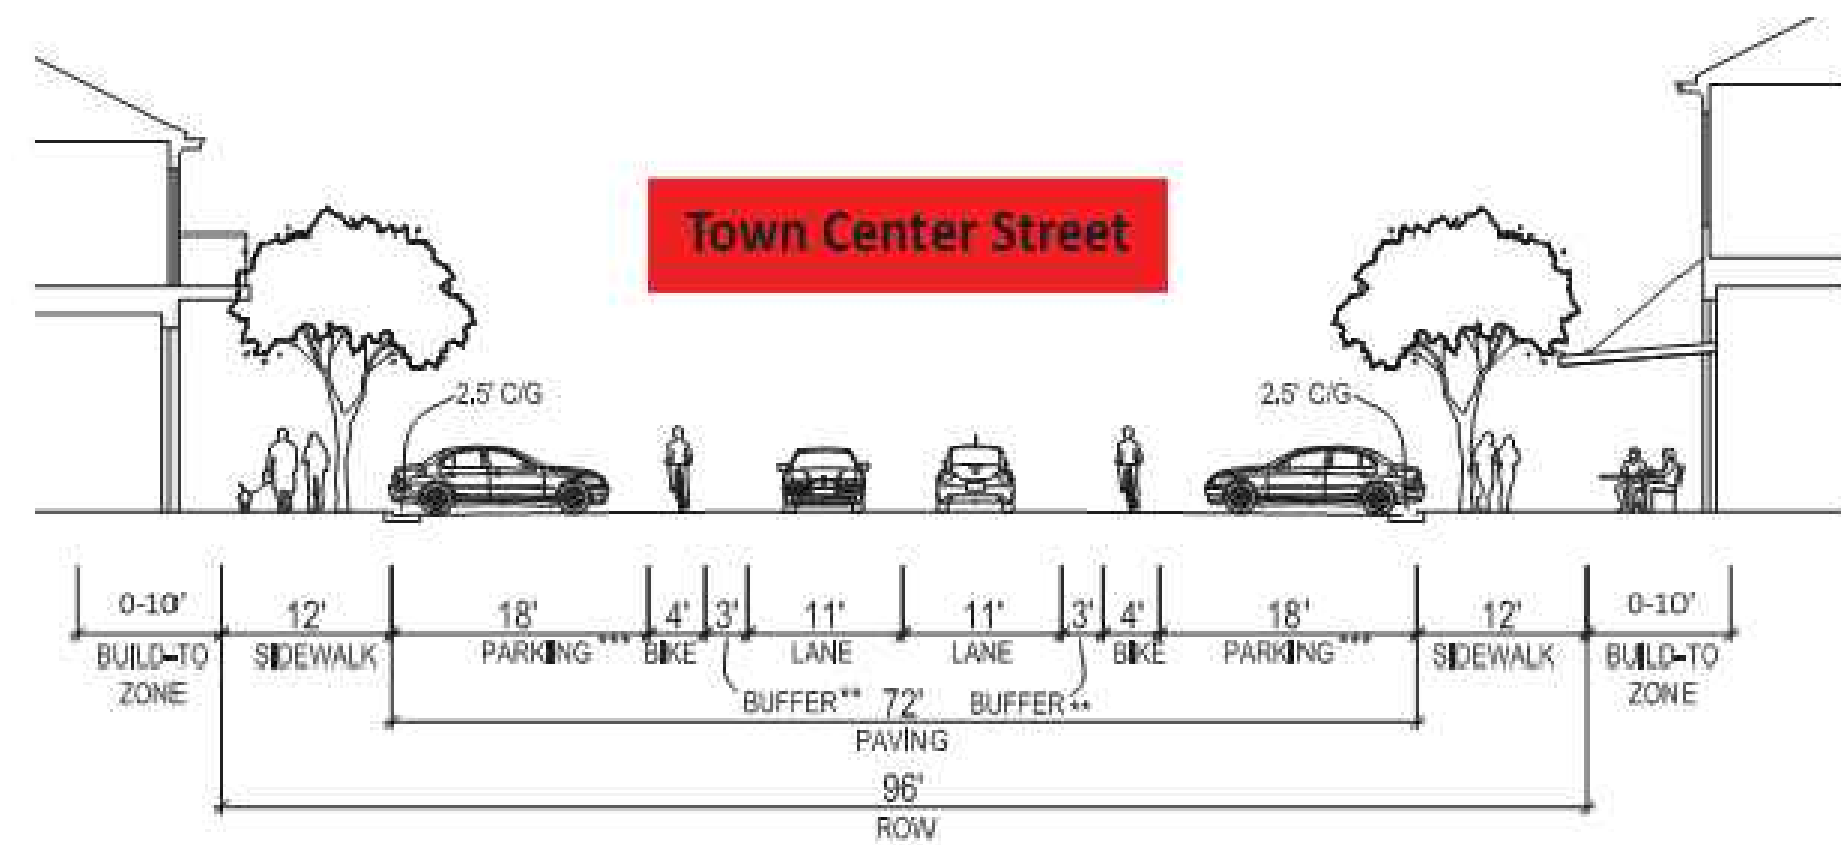 Town Center Street
2.5' C/G 2.5' C/G
0-10' 12' 18' 4' 3' 11' 11' 3' 4' 18' 12' 0-10'
BUILD-TO ZONE SIDEWALK PARKING*** BIKE LANE LANE BIKE PARKING*** SIDEWALK BUILD-TO ZONE
BUFFER** 72' BUFFER**
PAVING
96'
ROW